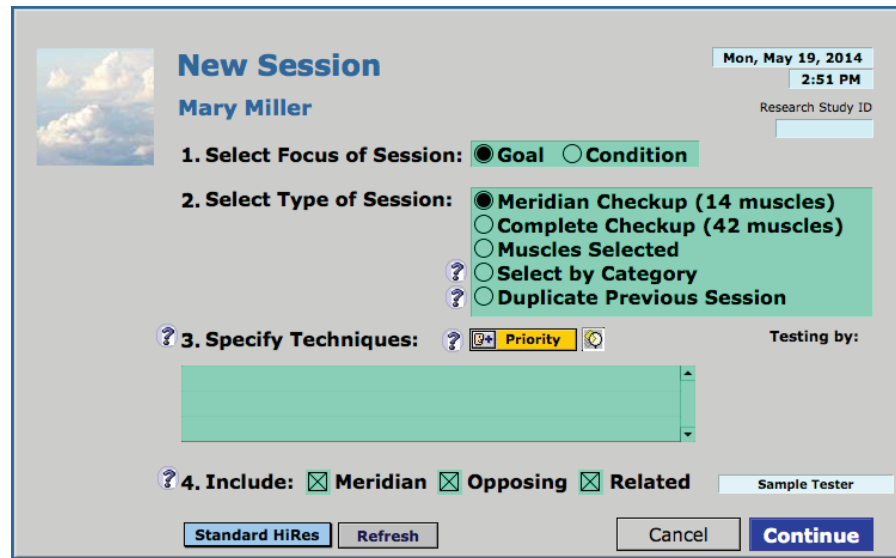 New Session
Mon, May 19, 2014
2:51 PM
Mary Miller
Research Study ID
1. Select Focus of Session: Goal Condition
2. Select Type of Session: Meridian Checkup (14 muscles)
Complete Checkup (42 muscles)
Muscles Selected
? Select by Category
? Duplicate Previous Session
? 3. Specify Techniques: ? Priority
Testing by:
? 4. Include: Meridian Opposing Related
Sample Tester
Standard HiRes Refresh Cancel Continue